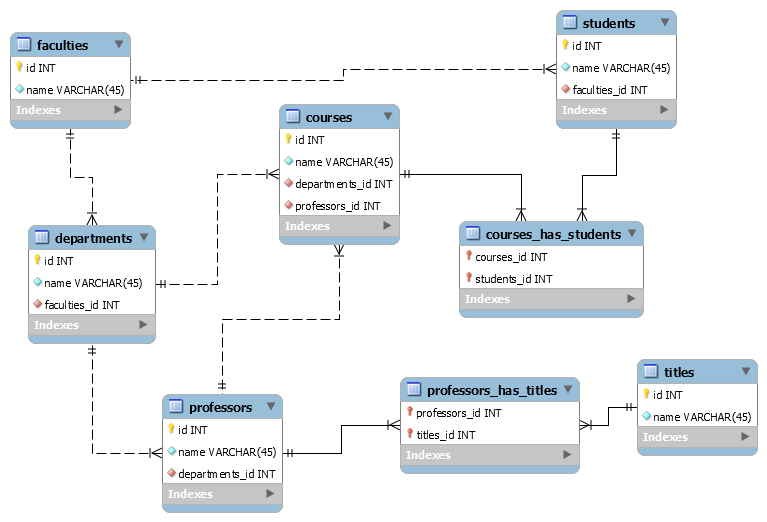 faculties
id INT
name VARCHAR(45)
Indexes
students
id INT
name VARCHAR(45)
faculties_id INT
Indexes
courses
id INT
name VARCHAR(45)
departments_id INT
professors_id INT
Indexes
departments
id INT
name VARCHAR(45)
faculties_id INT
Indexes
courses_has_students
courses_id INT
students_id INT
Indexes
professors
id INT
name VARCHAR(45)
departments_id INT
Indexes
professors_has_titles
professors_id INT
titles_id INT
Indexes
titles
id INT
name VARCHAR(45)
Indexes